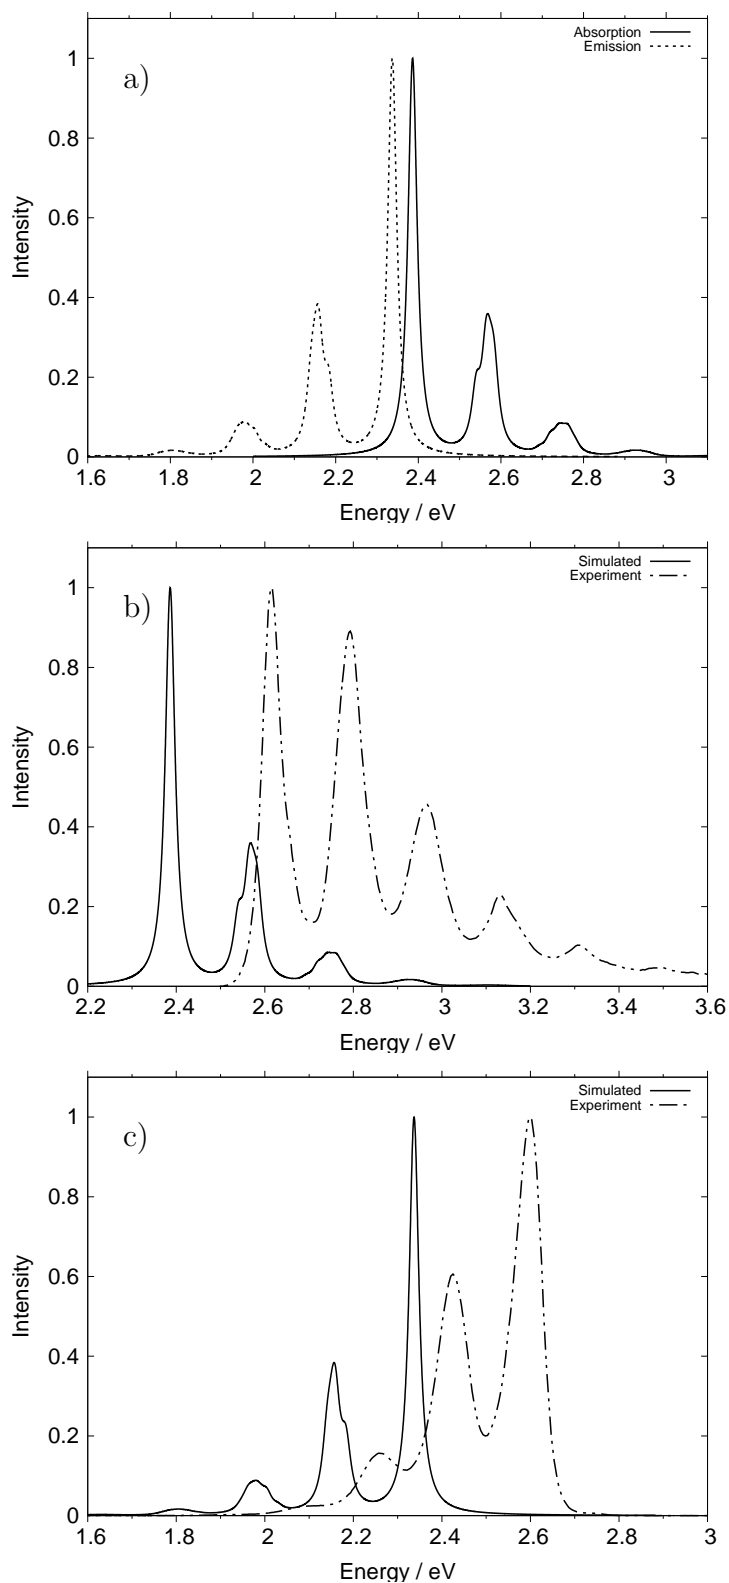 Absorption
Emission
a)
Intensity
1
0.8
0.6
0.4
0.2
0
1.6 1.8 2 2.2 2.4 2.6 2.8 3
Energy / eV
Simulated
Experiment
b)
Intensity
1
0.8
0.6
0.4
0.2
0
2.2 2.4 2.6 2.8 3 3.2 3.4 3.6
Energy / eV
Simulated
Experiment
c)
Intensity
1
0.8
0.6
0.4
0.2
0
1.6 1.8 2 2.2 2.4 2.6 2.8 3
Energy / eV